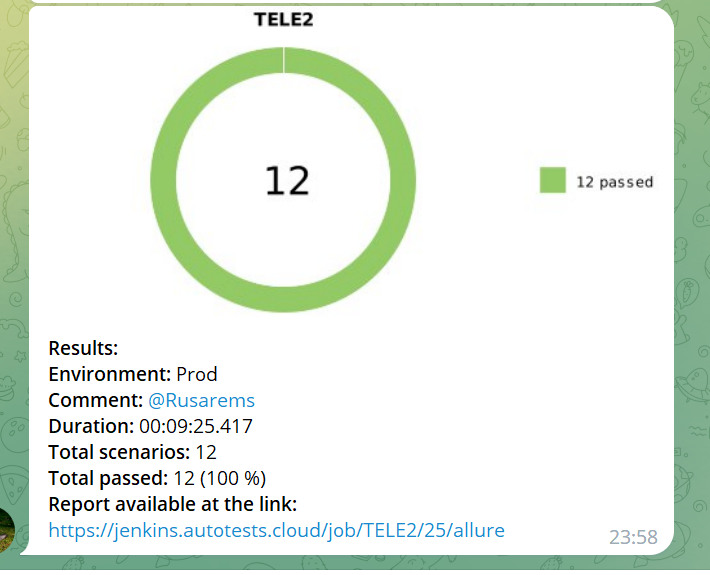 TELE2
12
12 passed
Results:
Environment: Prod
Comment: @Rusarems
Duration: 00:09:25.417
Total scenarios: 12
Total passed: 12 (100 %)
Report available at the link:
https://jenkins.autotests.cloud/job/TELE2/25/allure
23:58